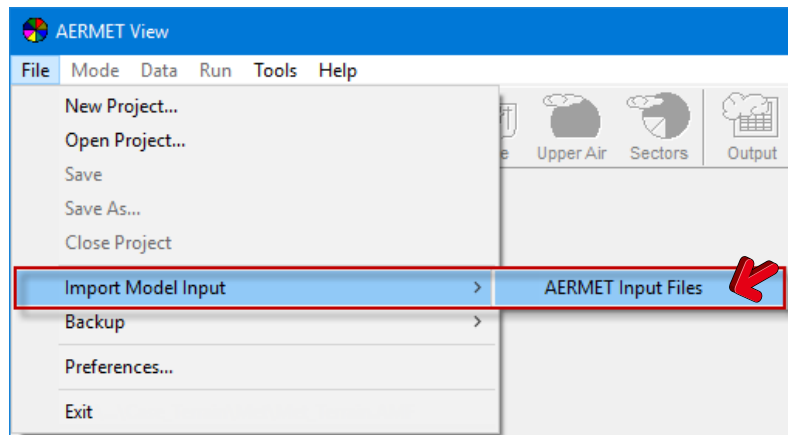 AERMET View
File Mode Data Run Tools Help
New Project...
Open Project...
Upper Air Sectors Output
Save
Save As...
Close Project
Import Model Input > AERMET Input Files
Backup >
Preferences...
Exit